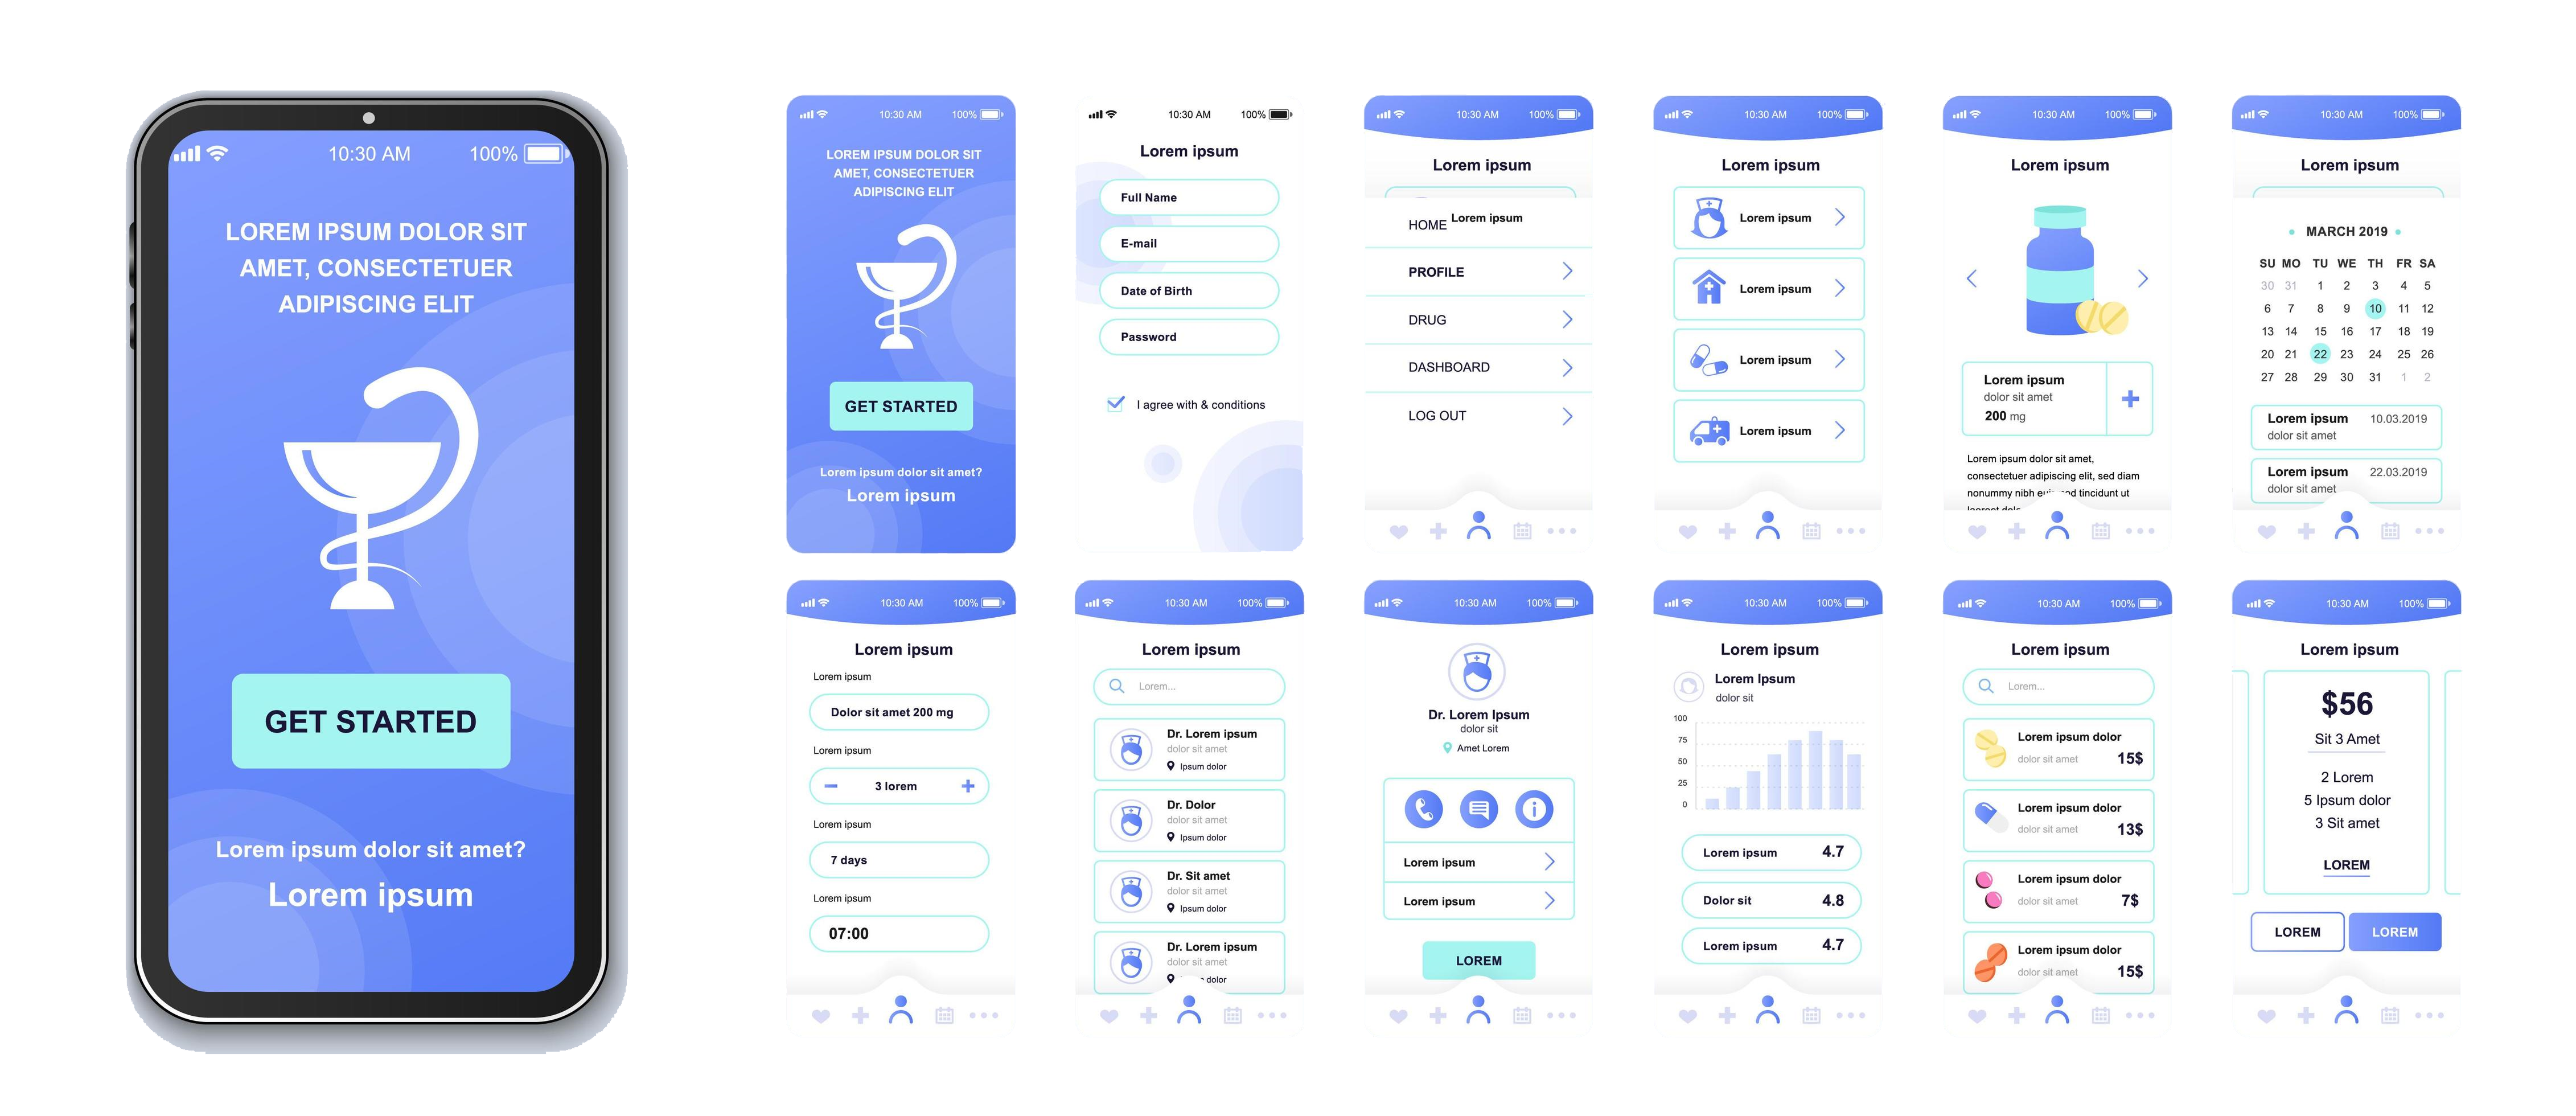 10:30 AM 100%
LOREM IPSUM DOLOR SIT
AMET, CONSECTETUER
ADIPISCING ELIT
GET STARTED
Lorem ipsum dolor sit amet?
Lorem ipsum
10:30 AM 100%
LOREM IPSUM DOLOR SIT
AMET, CONSECTETUER
ADIPISCING ELIT
GET STARTED
Lorem ipsum dolor sit amet?
Lorem ipsum
10:30 AM 100%
Lorem ipsum
Full Name
E-mail
Date of Birth
Password
I agree with & conditions
10:30 AM 100%
Lorem ipsum
HOME Lorem ipsum
PROFILE
DRUG
DASHBOARD
LOG OUT
10:30 AM 100%
Lorem ipsum
Lorem ipsum
Lorem ipsum
Lorem ipsum
Lorem ipsum
10:30 AM 100%
Lorem ipsum
Lorem ipsum
dolor sit amet
200 mg
Lorem ipsum dolor sit amet,
consectetuer adipiscing elit, sed diam
nonummy nibh tincidunt ut
10:30 AM 100%
Lorem ipsum
MARCH 2019
SU MO TU WE TH FR SA
30 31 1 2 3 4 5
6 7 8 9 10 11 12
13 14 15 16 17 18 19
20 21 22 23 24 25 26
27 28 29 30 31 1 2
Lorem ipsum 10.03.2019
dolor sit amet
Lorem ipsum 22.03.2019
dolor sit amet
10:30 AM 100%
Lorem ipsum
Lorem ipsum
Dolor sit amet 200 mg
Lorem ipsum
3 lorem
Lorem ipsum
7 days
Lorem ipsum
07:00
10:30 AM 100%
Lorem ipsum
Lorem...
Dr. Lorem ipsum
dolor sit amet
Ipsum dolor
Dr. Dolor
dolor sit amet
Ipsum dolor
Dr. Sit amet
dolor sit amet
Ipsum dolor
Dr. Lorem ipsum
dolor sit amet
dolor
10:30 AM 100%
Dr. Lorem Ipsum
dolor sit
Amet Lorem
Lorem ipsum
Lorem ipsum
LOREM
10:30 AM 100%
Lorem ipsum
Lorem Ipsum
dolor sit
100
75
50
25
0
Lorem ipsum 4.7
Dolor sit 4.8
Lorem ipsum 4.7
10:30 AM 100%
Lorem ipsum
Lorem...
Lorem ipsum dolor
dolor sit amet 15$
Lorem ipsum dolor
dolor sit amet 13$
Lorem ipsum dolor
dolor sit amet 7$
Lorem ipsum dolor
dolor sit amet 15$
10:30 AM 100%
Lorem ipsum
$56
Sit 3 Amet
2 Lorem
5 Ipsum dolor
3 Sit amet
LOREM
LOREM LOREM